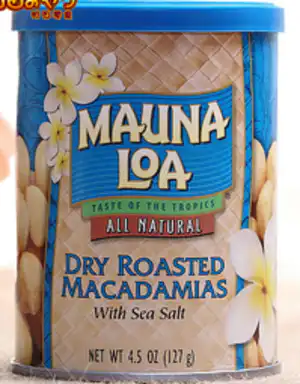 MAUNA
LOA
TASTE OF THE TROPICS
ALL NATURAL
DRY ROASTED
MACADAMIAS
With Sea Salt
NET WT 4.5 OZ (127 g)